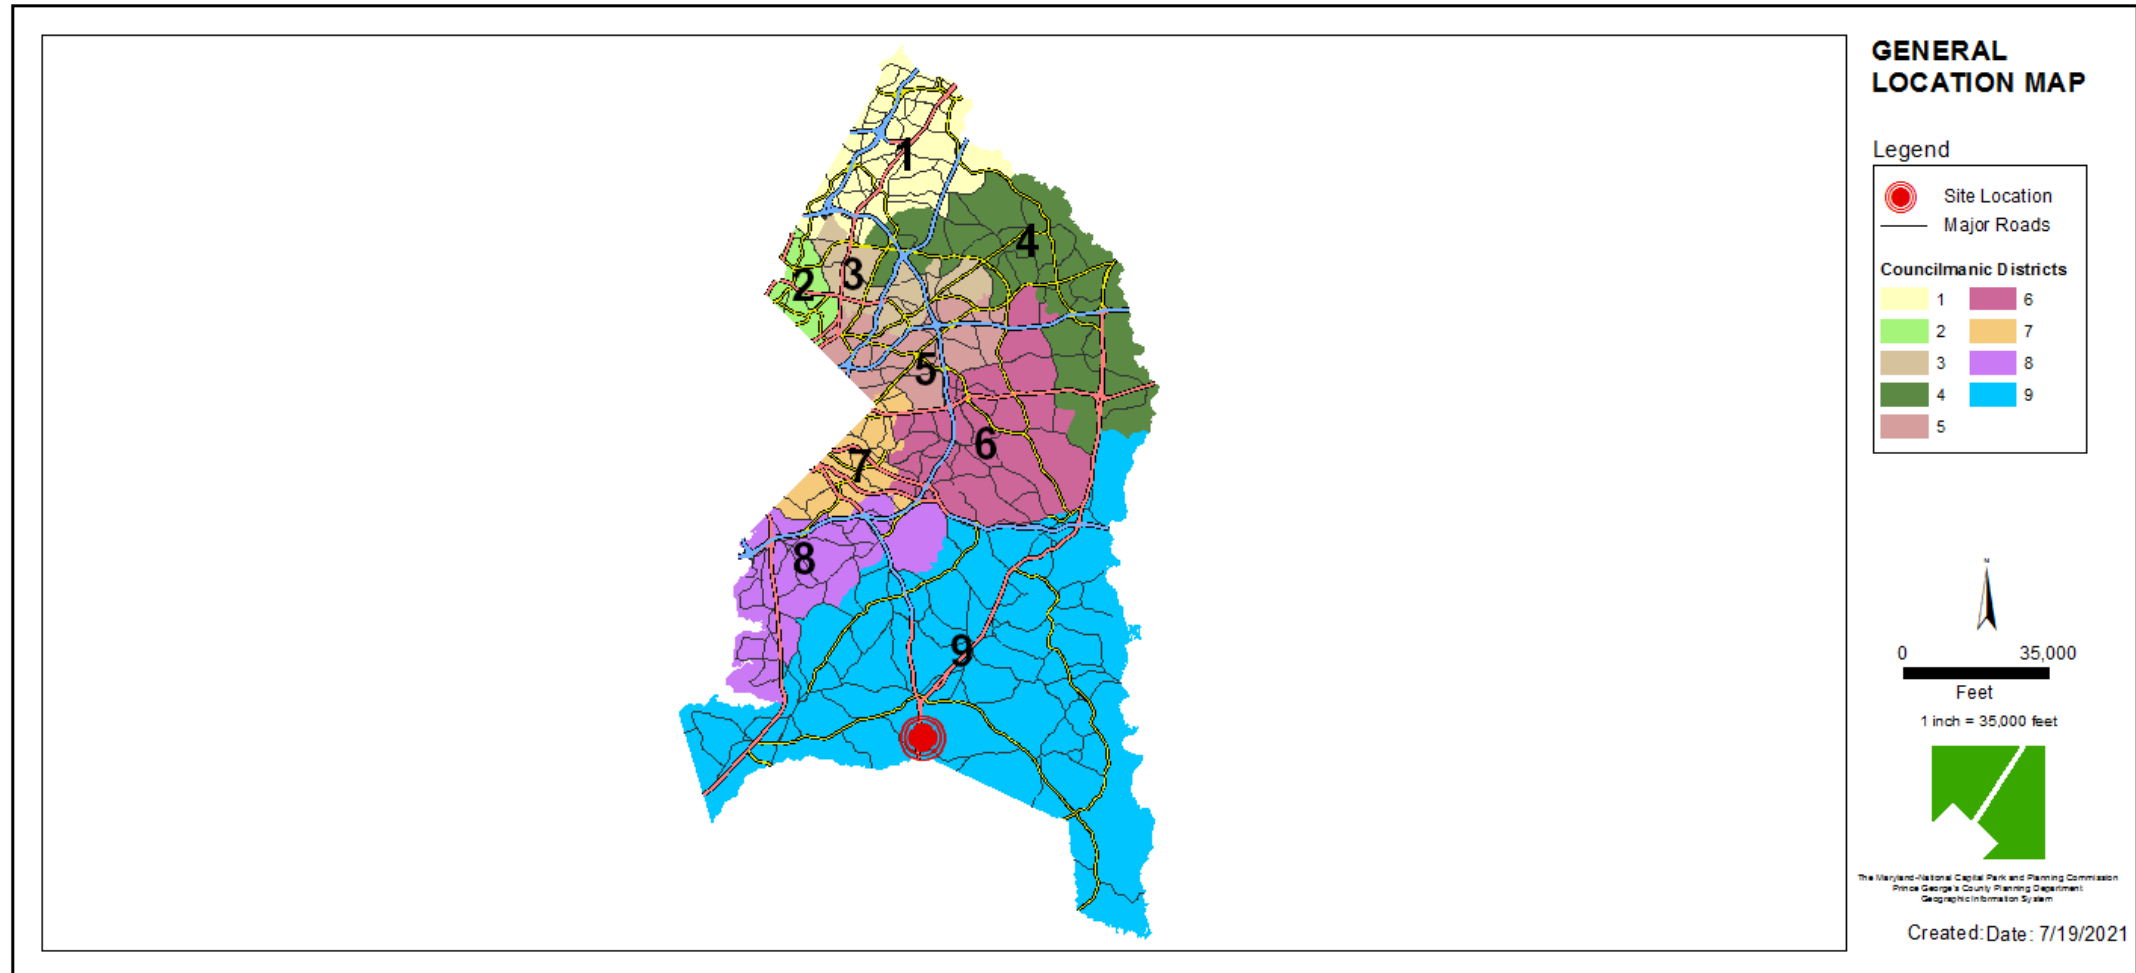 GENERAL
LOCATION MAP
Legend
Site Location
Major Roads
Councilmanic Districts
1 6
2 7
3 8
4 9
5
1
2
3
4
5
6
7
8
9
N
0 35,000
Feet
1 inch = 35,000 feet
The Maryland-National Capital Park and Planning Commission
Prince George's County Planning Department
Geographic Information System
Created: Date: 7/19/2021